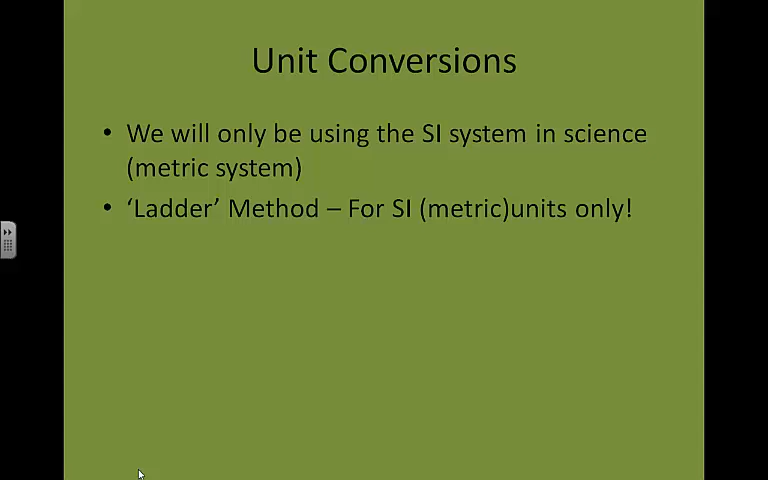 Unit Conversions
• We will only be using the SI system in science
(metric system)
• ‘Ladder’ Method – For SI (metric)units only!